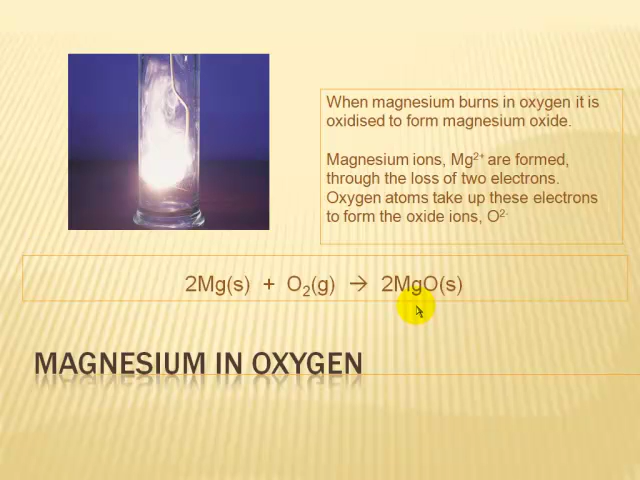 When magnesium burns in oxygen it is
oxidised to form magnesium oxide.
Magnesium ions, Mg²⁺ are formed,
through the loss of two electrons.
Oxygen atoms take up these electrons
to form the oxide ions, O²⁻
2Mg(s) + O₂(g) → 2MgO(s)
MAGNESIUM IN OXYGEN